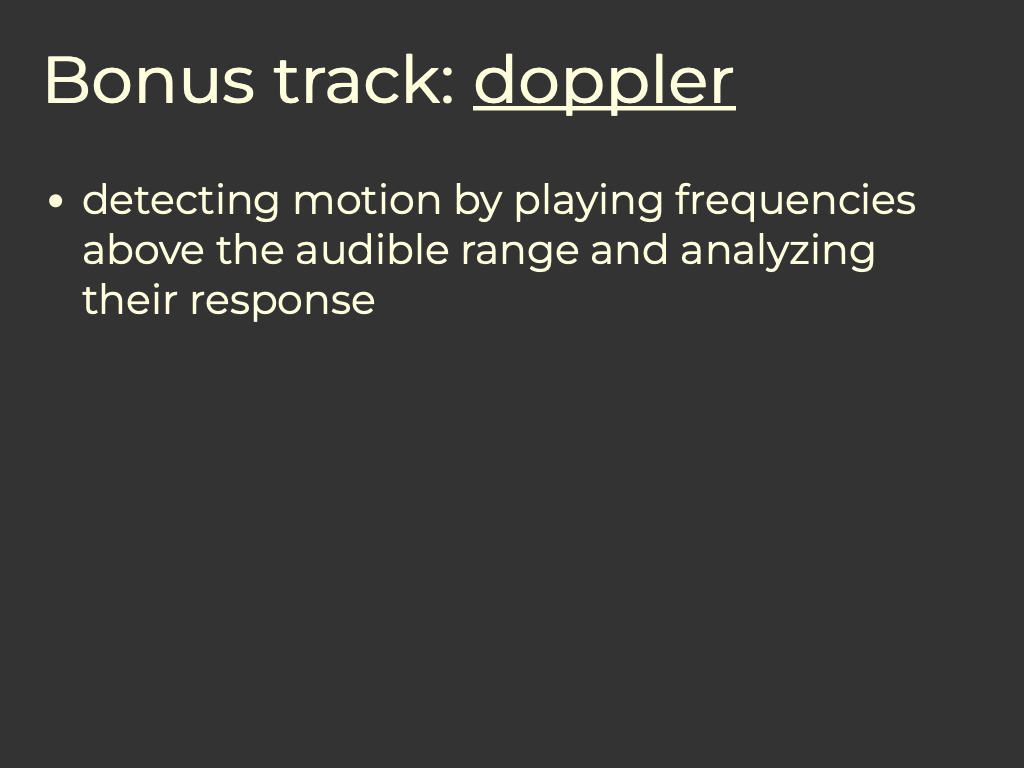 Bonus track: doppler
• detecting motion by playing frequencies
above the audible range and analyzing
their response